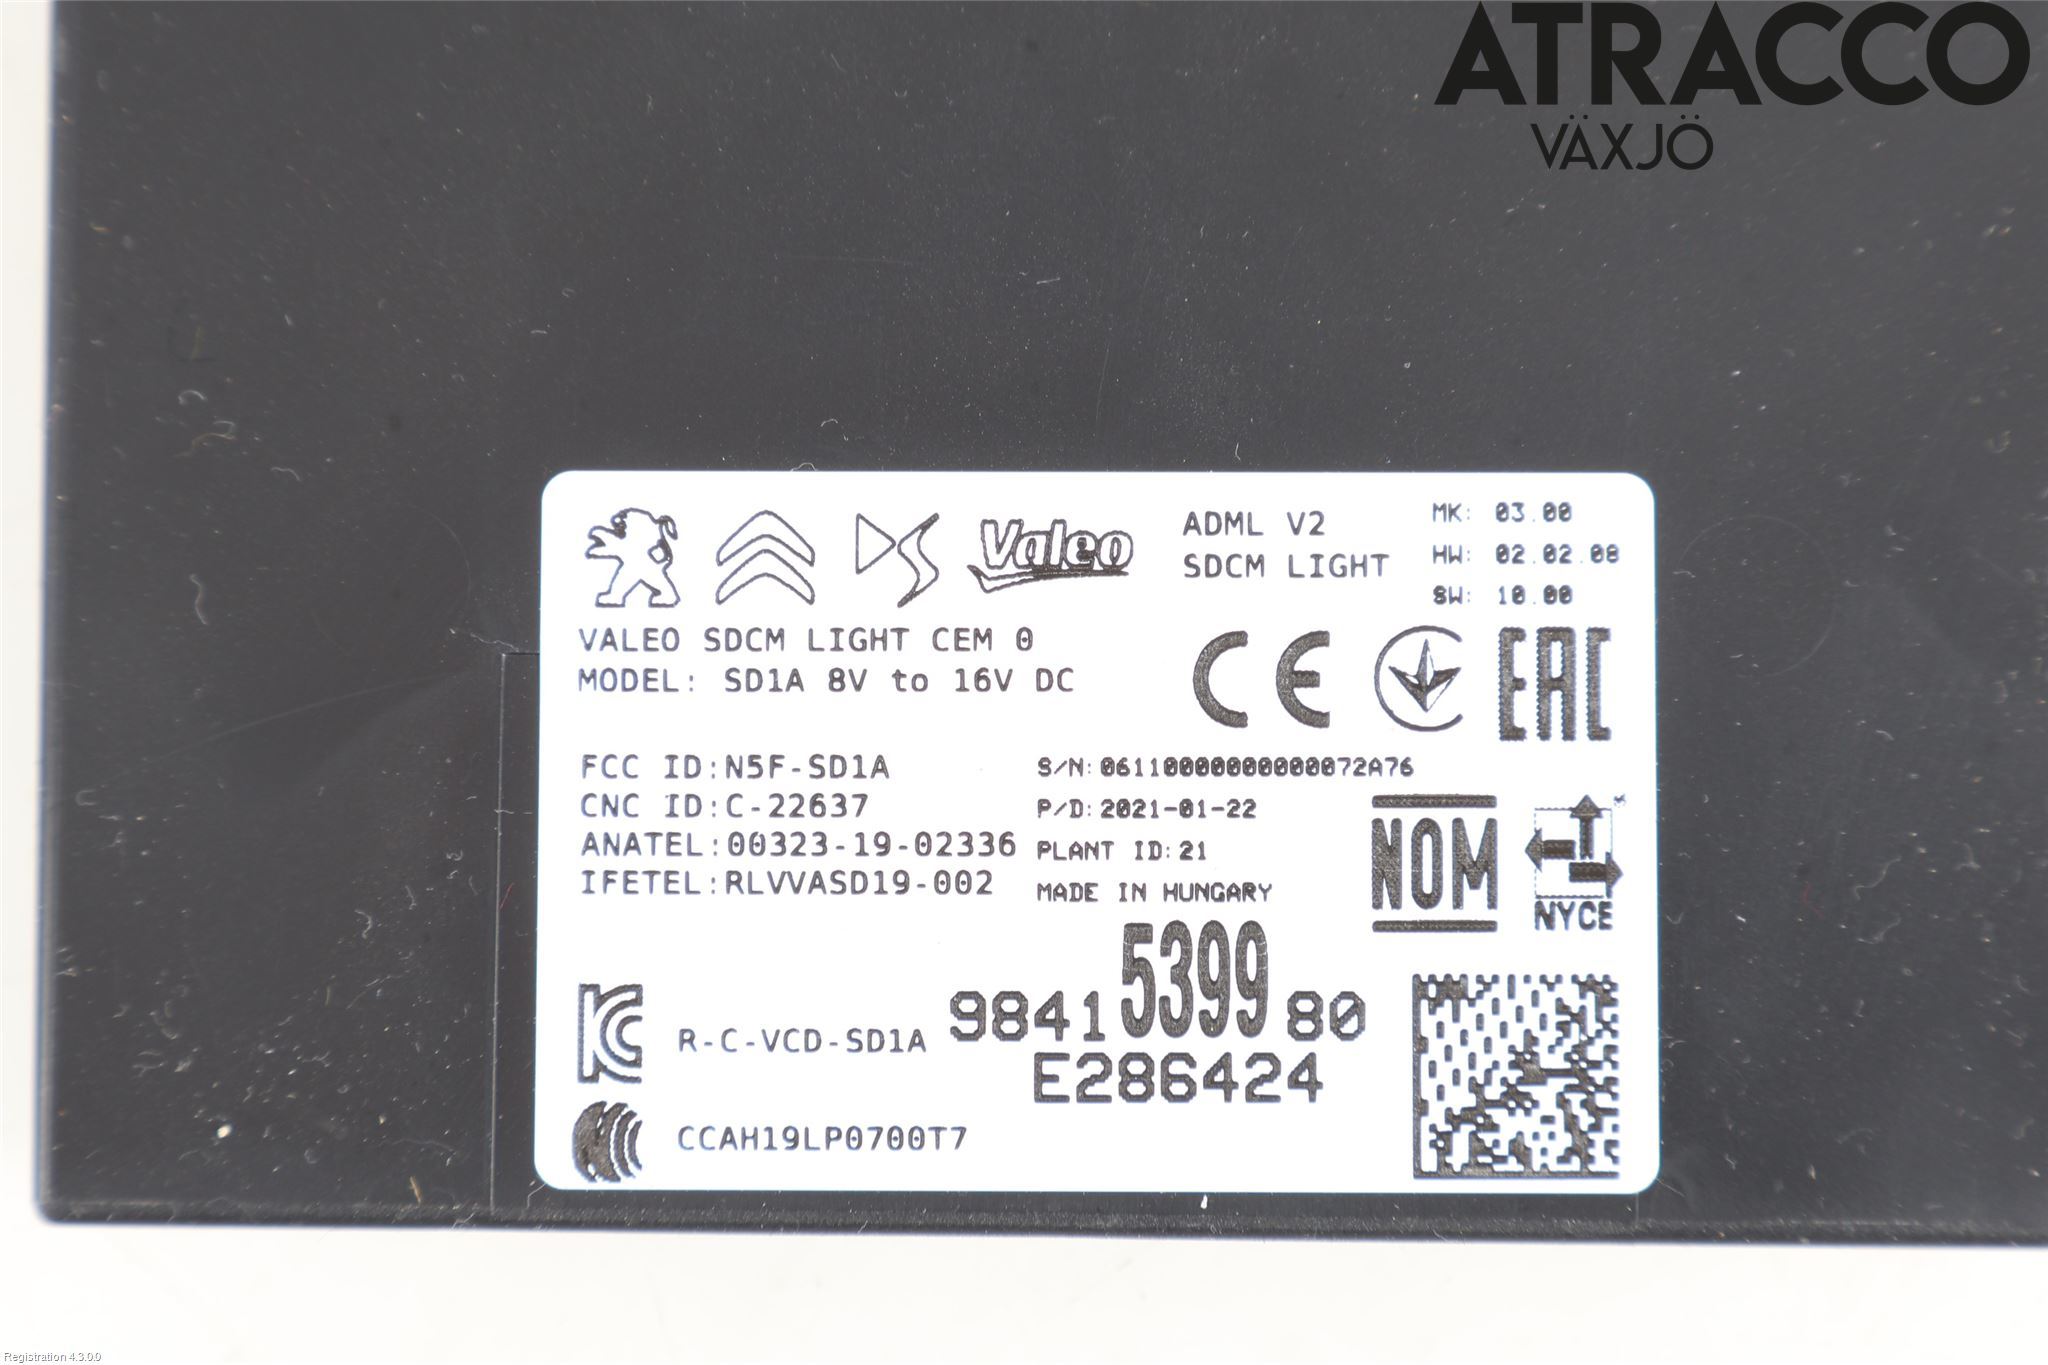 ATRACCO
VÄXJÖ
Valeo
ADML V2
SDCM LIGHT
MK: 03.00
HW: 02.02.08
SW: 10.00
VALEO SDCM LIGHT CEM 0
MODEL: SD1A 8V to 16V DC
CE
EAC
FCC ID:N5F-SD1A
CNC ID:C-22637
ANATEL:00323-19-02336
IFETEL:RLVVASD19-002
S/N:06110000000000072A76
P/D:2021-01-22
PLANT ID:21
MADE IN HUNGARY
NOM
NYCE
R-C-VCD-SD1A
9841539980
E286424
CCAH19LP0700T7
Registration 4.3.0.0